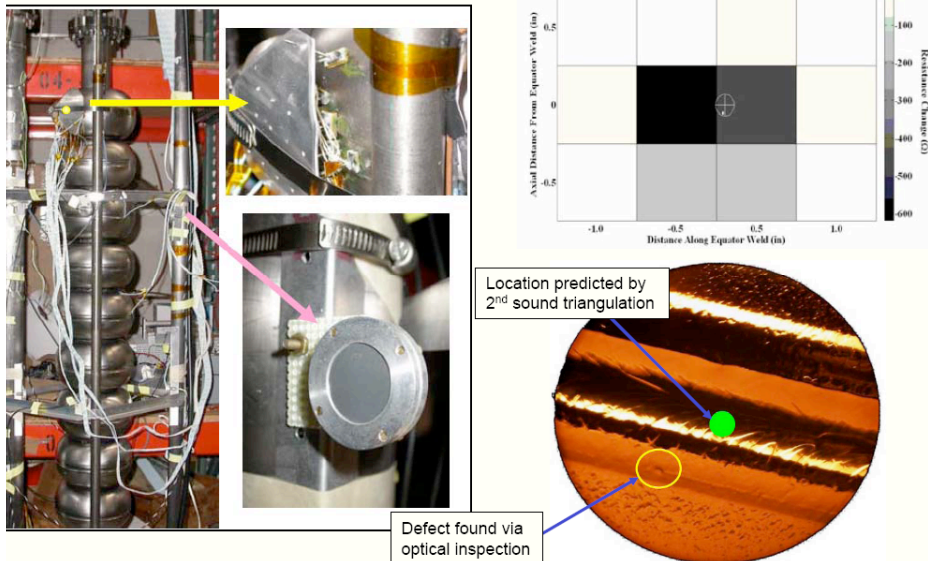 04-
0.5
0
-0.5
Axial Distance From Equator Weld (in)
-1.0
-0.5
0.5
1.0
Distance Along Equator Weld (in)
-100
-200
-300
-400
-500
-600
Resistance Change (Ω)
Location predicted by
2nd sound triangulation
Defect found via
optical inspection